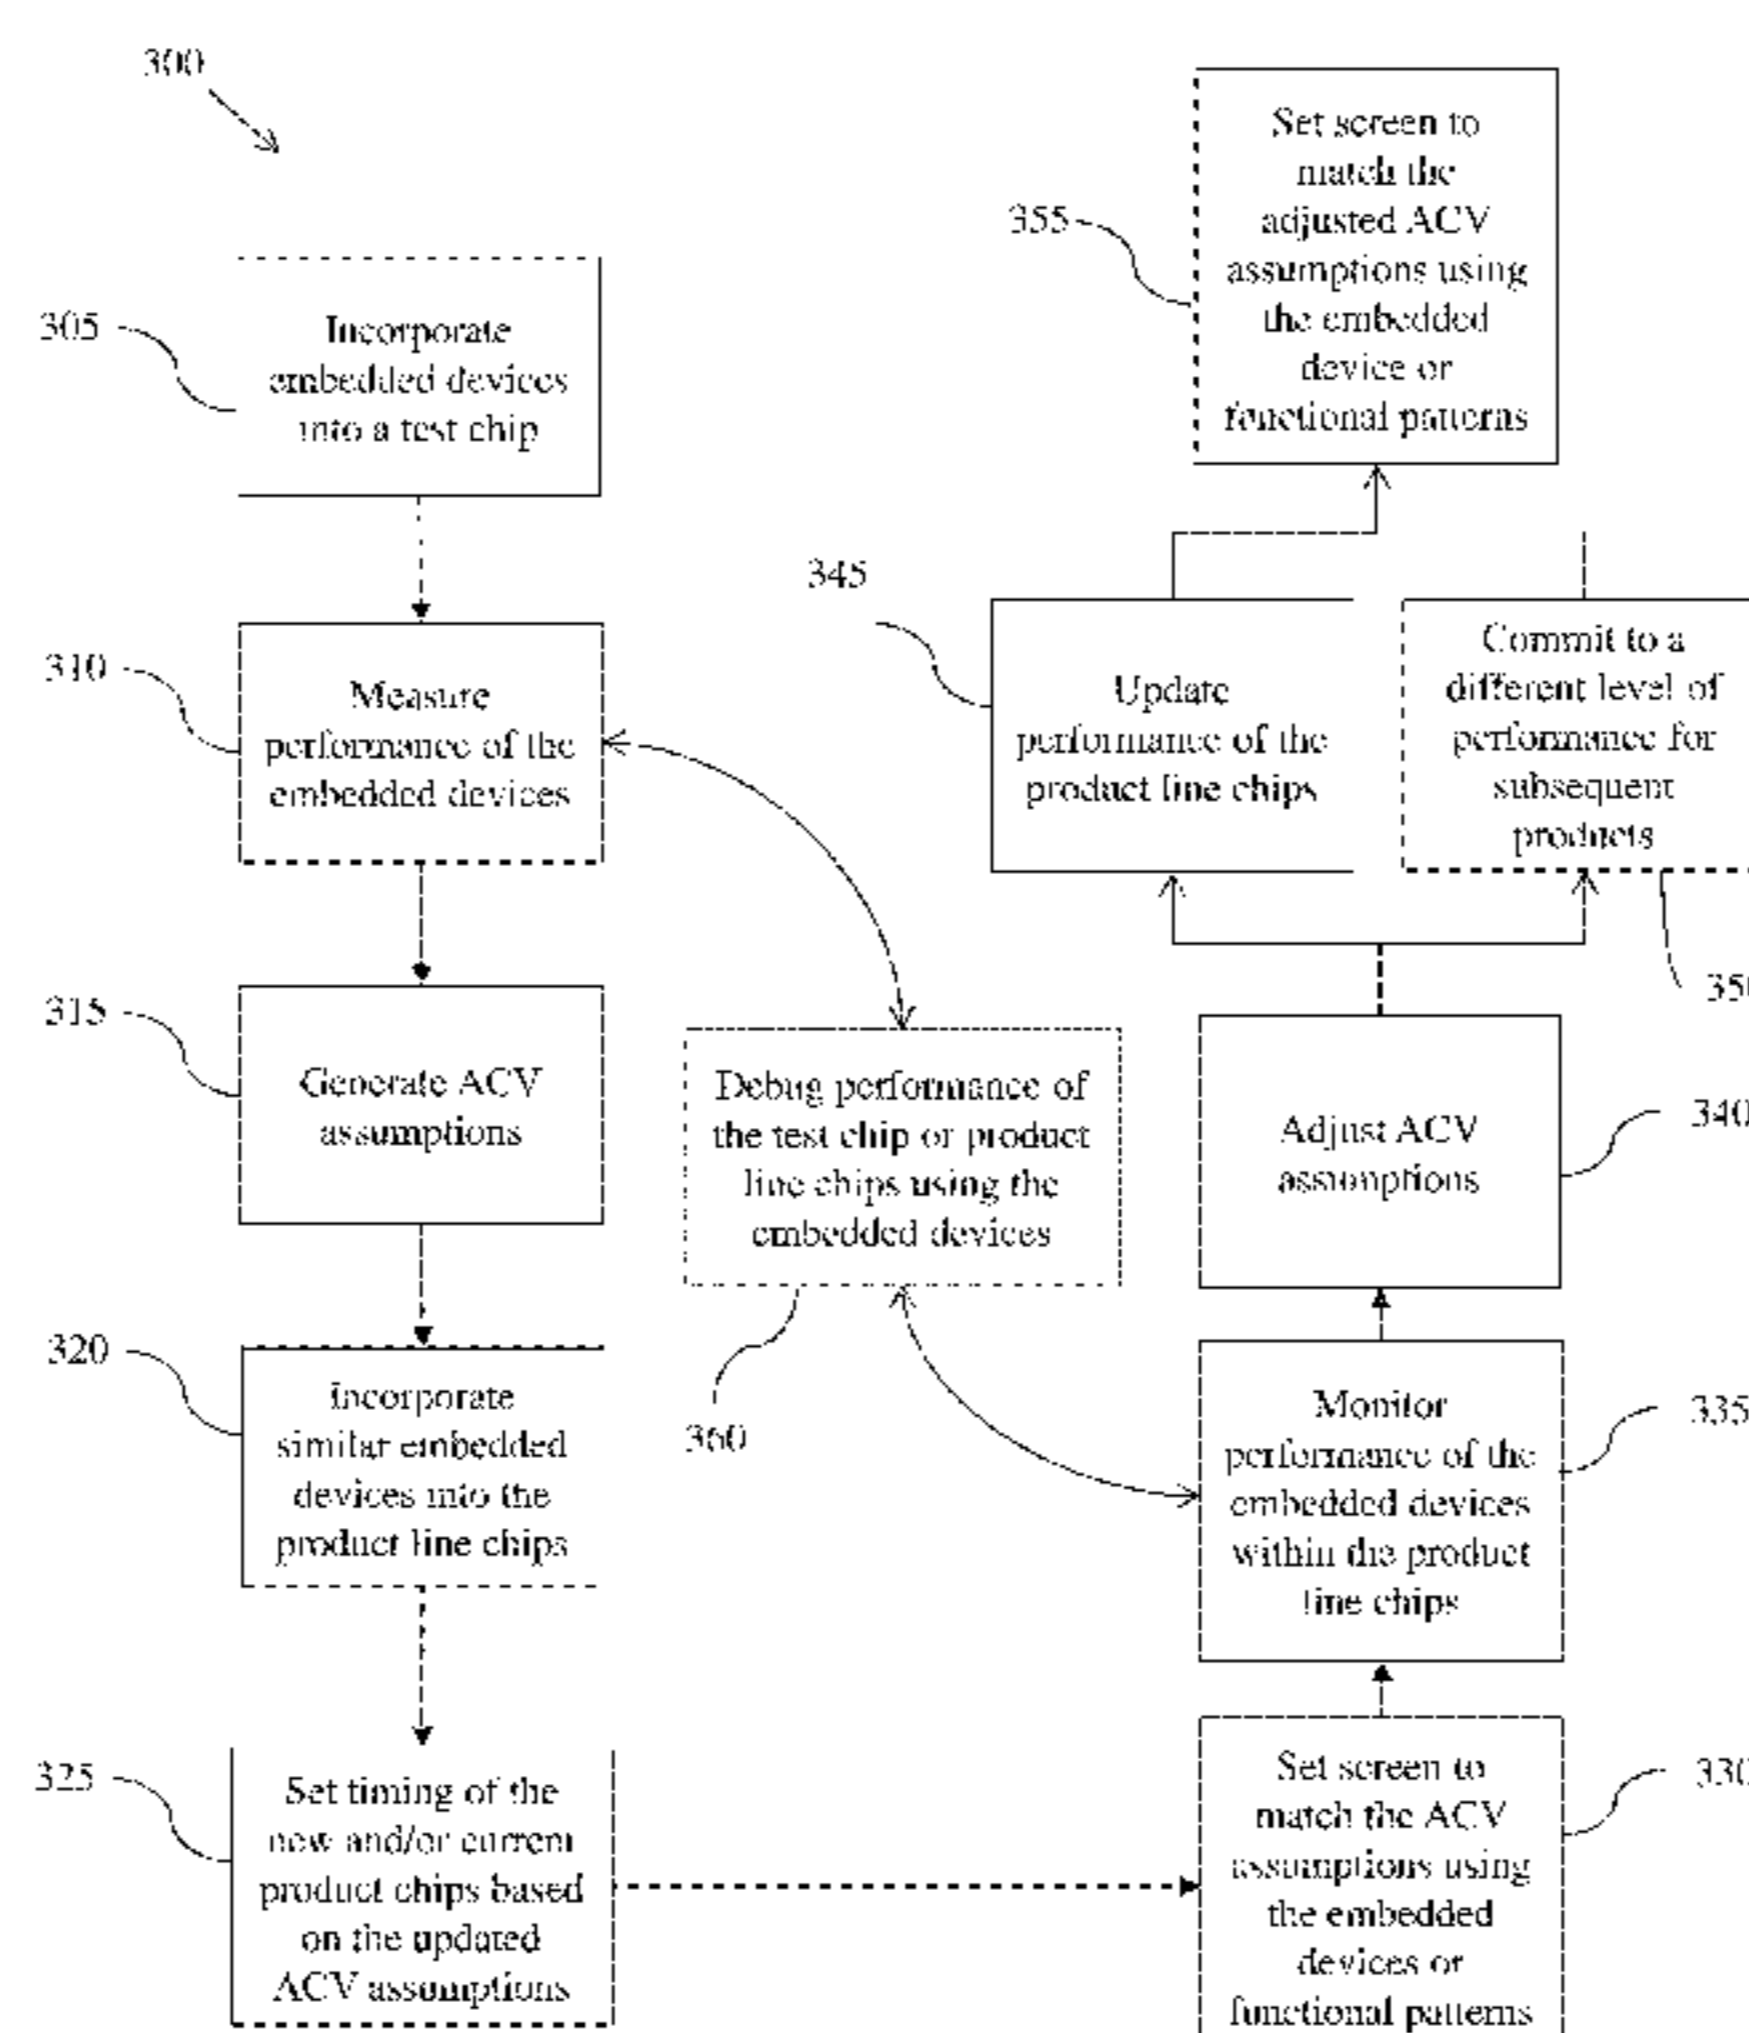 300
305
Incorporate
embedded devices
into a test chip
310
Measure
performance of the
embedded devices
315
Generate ACV
assumptions
320
incorporate
similar embedded
devices into the
product line chips
325
Set timing of the
new and/or current
product chips based
on the updated
ACV assumptions
Debug performance of
the test chip or product
line chips using the
embedded devices
360
355
Set screen to
match the
adjusted ACV
assumptions using
the embedded
device or
functional patterns
345
Update
performance of the
product line chips
Commit to a
different level of
performance for
subsequent
products
340
Adjust ACV
assumptions
335
Monitor
performance of the
embedded devices
within the product
line chips
330
Set screen to
match the ACV
assumptions using
the embedded
devices or
functional patterns